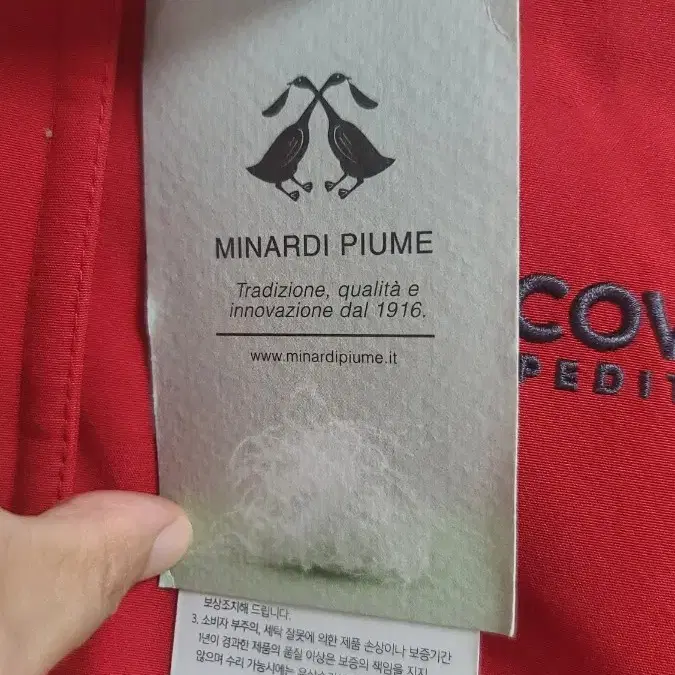 MINARDI PIUME
Tradizione, qualità e
innovazione dal 1916.
www.minardipiume.it
COV
PEDIT
보상조치해 드립니다.
3. 소비자 부주의, 세탁 잘못에 의한 제품 손상이나 보증기간
1년이 경과한 제품의 품질 이상은 보증의 책임을 지지
않으며 수리 가능시에는